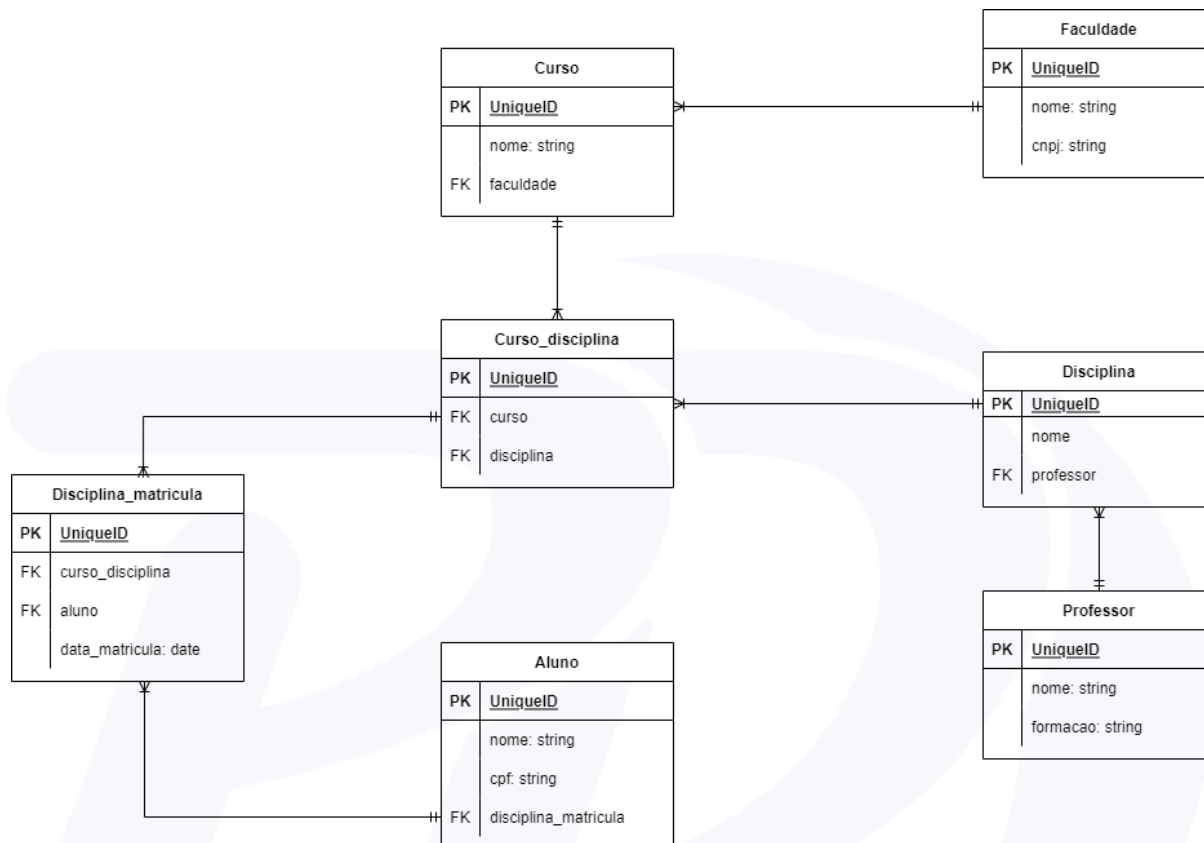 Faculdade
PK UniqueID
nome: string
cnpj: string
Curso
PK UniqueID
nome: string
FK faculdade
Curso_disciplina
PK UniqueID
FK curso
FK disciplina
Disciplina
PK UniqueID
nome
FK professor
Disciplina_matricula
PK UniqueID
FK curso_disciplina
FK aluno
data_matricula: date
Professor
PK UniqueID
nome: string
formacao: string
Aluno
PK UniqueID
nome: string
cpf: string
FK disciplina_matricula